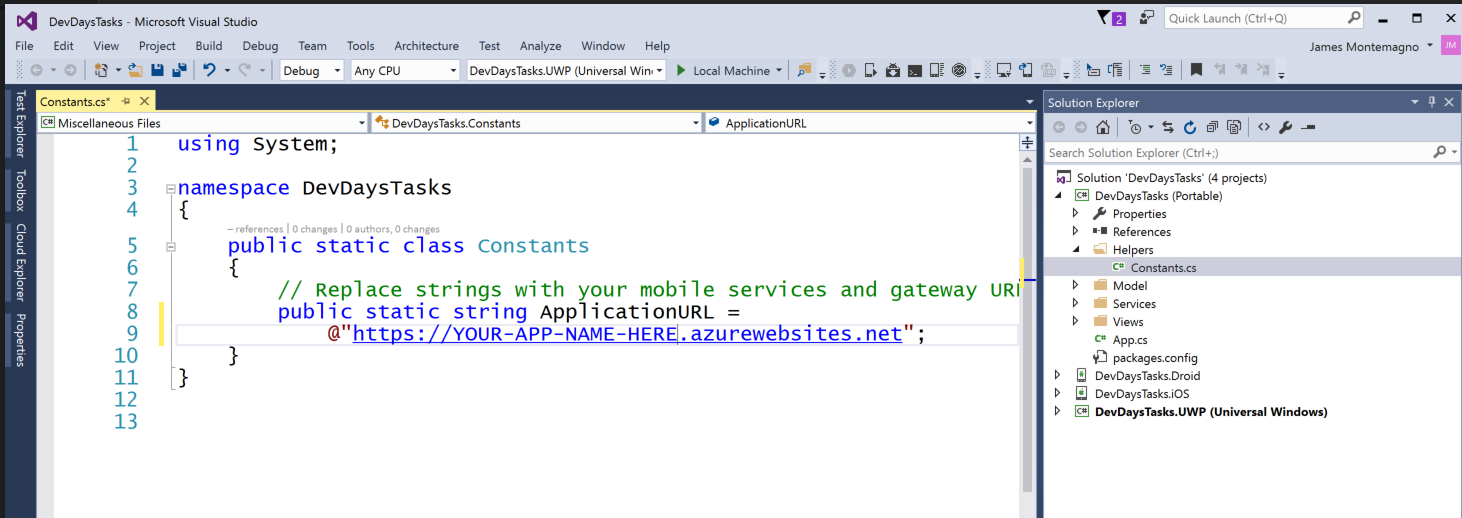 DevDaysTasks - Microsoft Visual Studio
2
Quick Launch (Ctrl+Q)
File Edit View Project Build Debug Team Tools Architecture Test Analyze Window Help
James Montemagno
JM
Debug Any CPU DevDaysTasks.UWP (Universal Win Local Machine
Test Explorer
Toolbox
Cloud Explorer
Properties
Constants.cs*
C# Miscellaneous Files DevDaysTasks.Constants ApplicationURL
1 using System;
2
3 namespace DevDaysTasks
4 {
– references | 0 changes | 0 authors, 0 changes
5 public static class Constants
6 {
7 // Replace strings with your mobile services and gateway URL
8 public static string ApplicationURL =
9 @"https://YOUR-APP-NAME-HERE.azurewebsites.net";
10 }
11 }
12
13
Solution Explorer
Search Solution Explorer (Ctrl+;)
Solution 'DevDaysTasks' (4 projects)
C# DevDaysTasks (Portable)
Properties
References
Helpers
C# Constants.cs
Model
Services
Views
C# App.cs
packages.config
DevDaysTasks.Droid
DevDaysTasks.iOS
C# DevDaysTasks.UWP (Universal Windows)